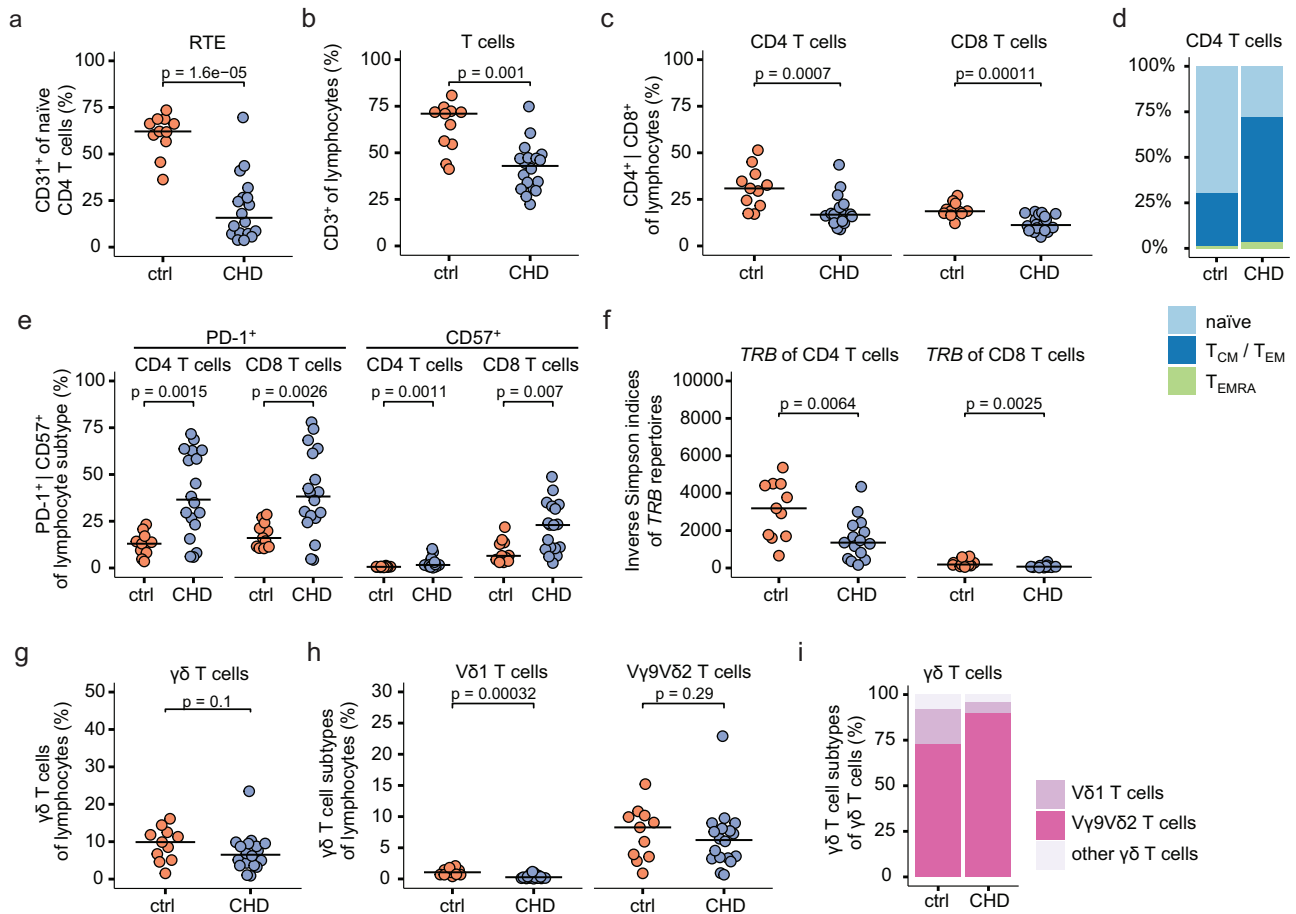 a
RTE
p = 1.6e−05
CD31⁺ of naïve
CD4 T cells (%)
100
75
50
25
0
ctrl
CHD
b
T cells
p = 0.001
CD3⁺ of lymphocytes (%)
100
75
50
25
0
ctrl
CHD
c
CD4 T cells
CD8 T cells
p = 0.0007
p = 0.00011
CD4⁺ | CD8⁺
of lymphocytes (%)
100
75
50
25
0
ctrl
CHD
ctrl
CHD
d
CD4 T cells
100%
75%
50%
25%
0%
ctrl
CHD
naïve
T_CM / T_EM
T_EMRA
e
PD-1⁺
CD57⁺
CD4 T cells
CD8 T cells
CD4 T cells
CD8 T cells
p = 0.0015
p = 0.0026
p = 0.0011
p = 0.007
PD-1⁺ | CD57⁺
of lymphocyte subtype (%)
100
75
50
25
0
ctrl
CHD
ctrl
CHD
ctrl
CHD
ctrl
CHD
f
TRB of CD4 T cells
TRB of CD8 T cells
p = 0.0064
p = 0.0025
Inverse Simpson indices
of TRB repertoires
10000
8000
6000
4000
2000
0
ctrl
CHD
ctrl
CHD
g
γδ T cells
p = 0.1
γδ T cells
of lymphocytes (%)
50
40
30
20
10
0
ctrl
CHD
h
Vδ1 T cells
Vγ9Vδ2 T cells
p = 0.00032
p = 0.29
γδ T cell subtypes
of lymphocytes (%)
30
25
20
15
10
5
0
ctrl
CHD
ctrl
CHD
i
γδ T cells
γδ T cell subtypes
of γδ T cells (%)
100
75
50
25
0
ctrl
CHD
Vδ1 T cells
Vγ9Vδ2 T cells
other γδ T cells